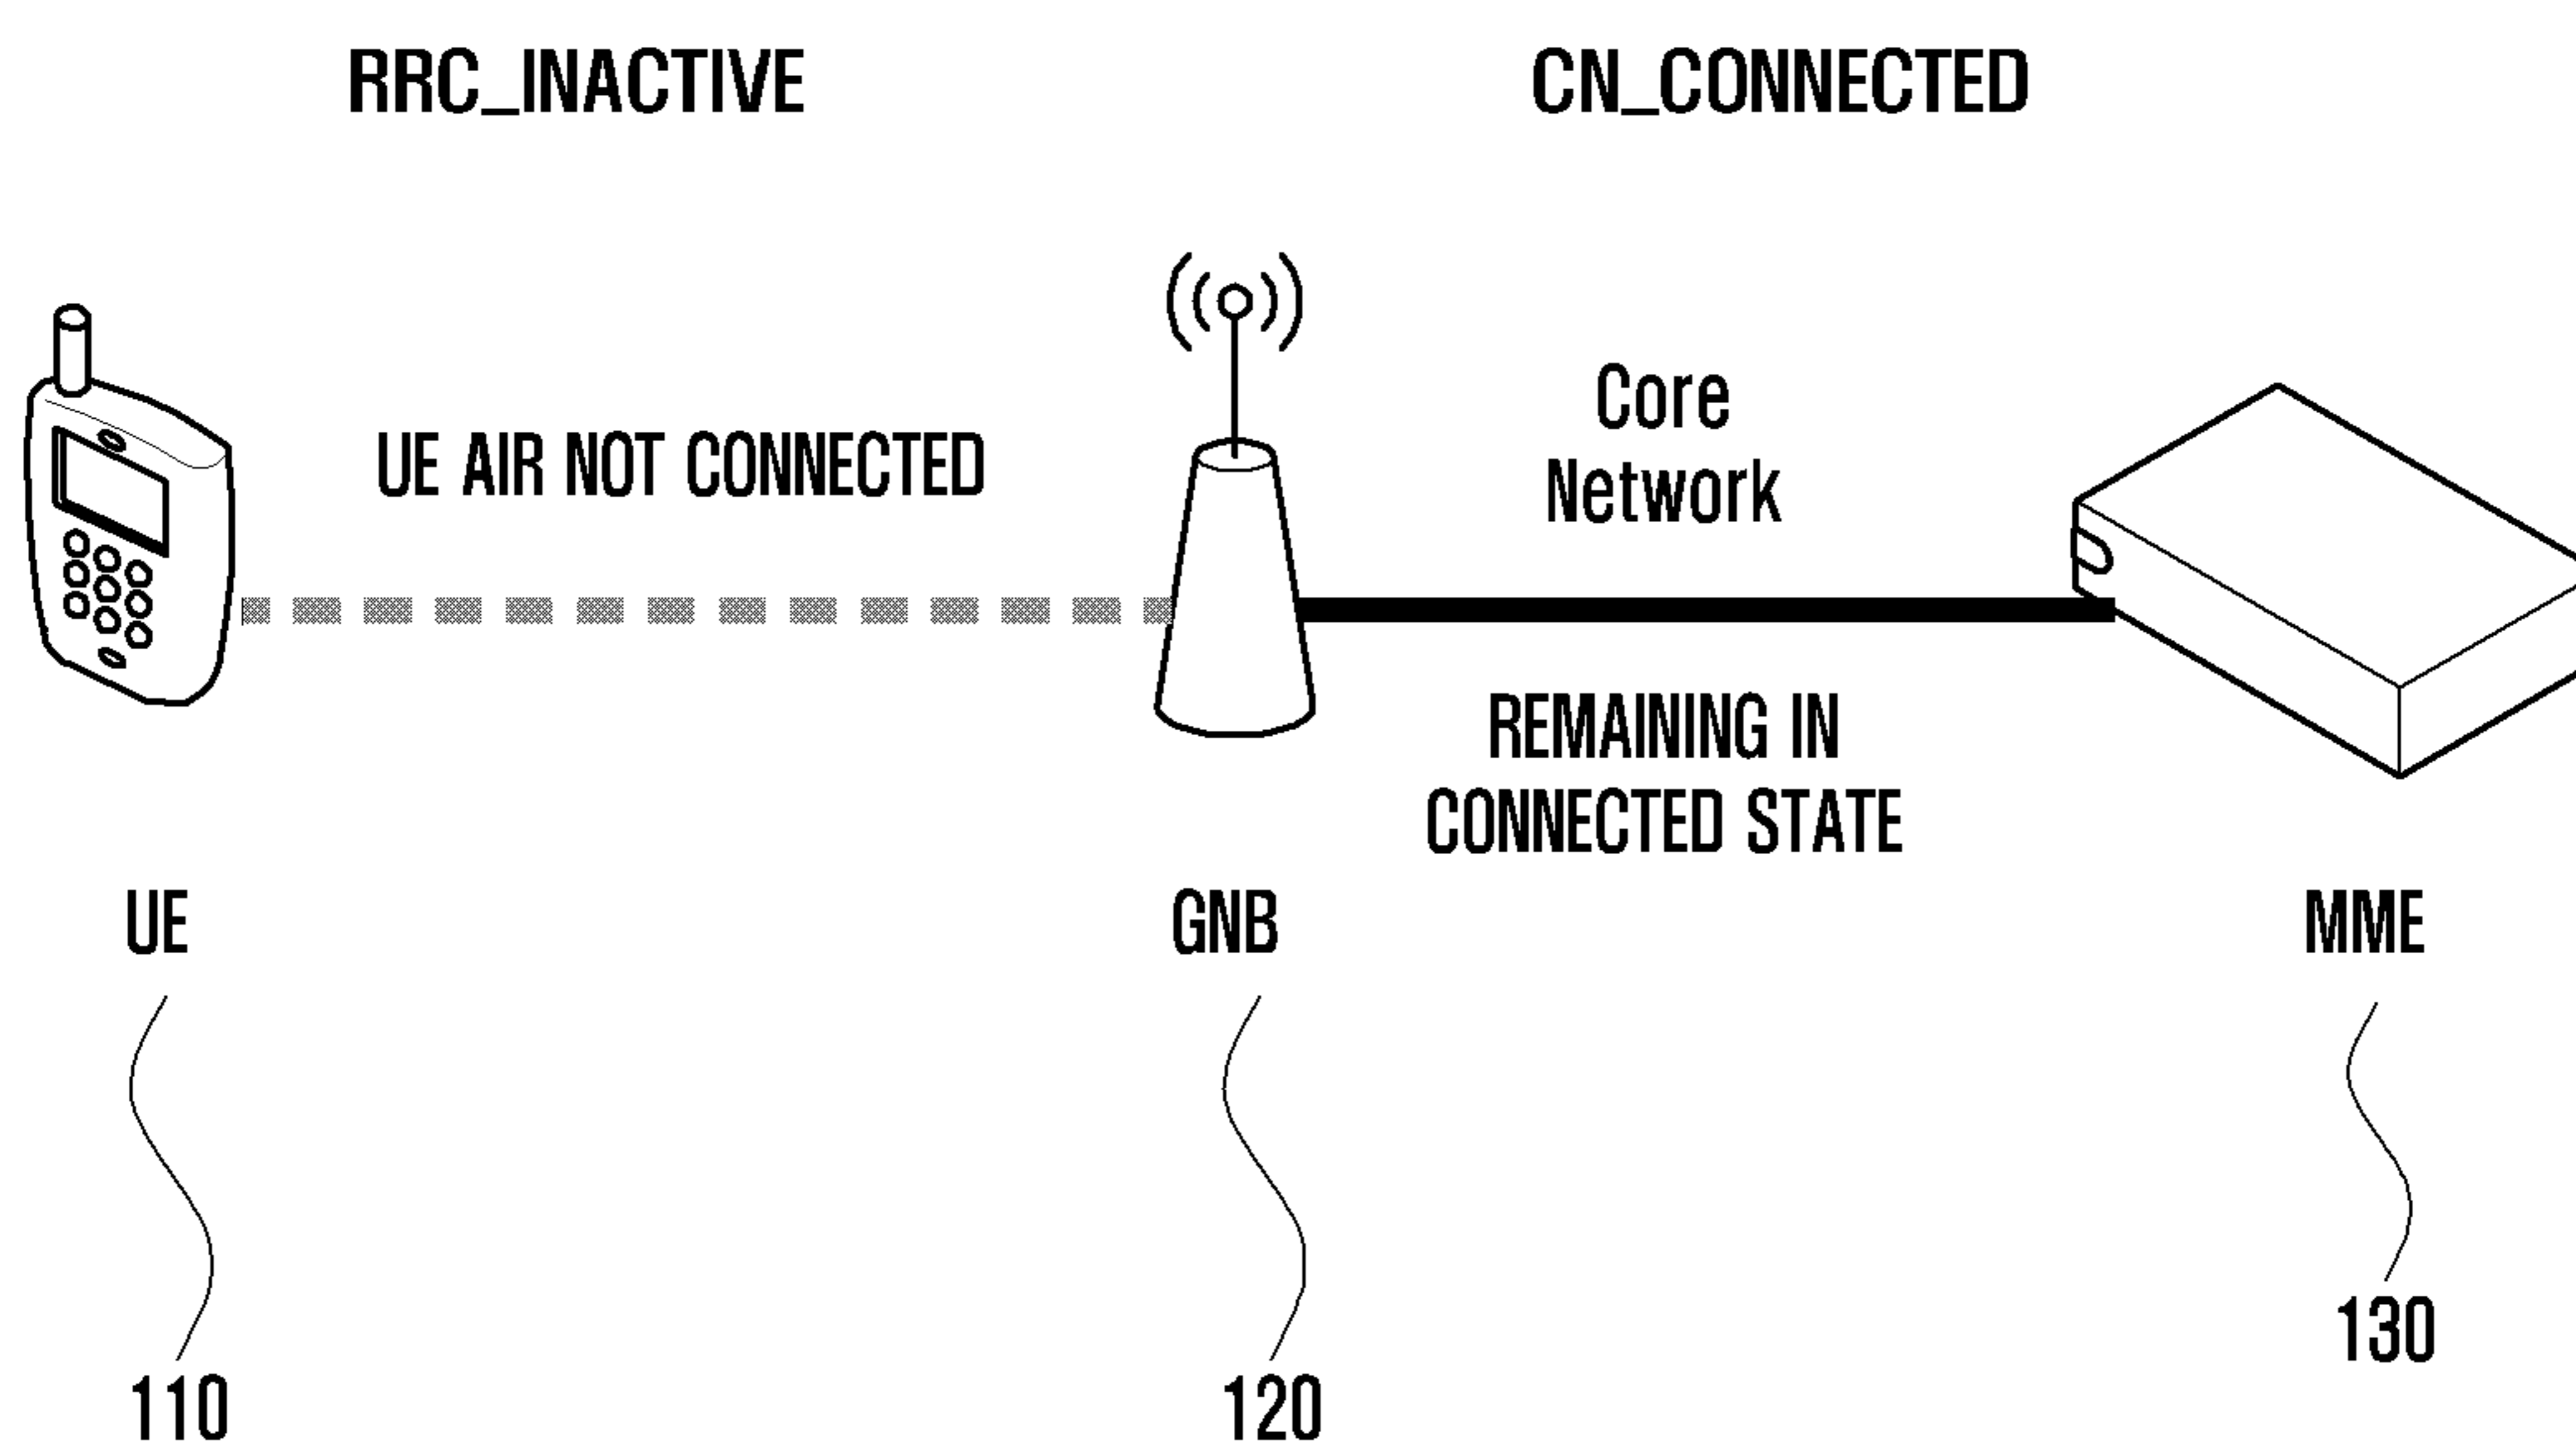 RRC_INACTIVE
CN_CONNECTED
UE AIR NOT CONNECTED
Core
Network
REMAINING IN
CONNECTED STATE
UE
GNB
MME
110
120
130